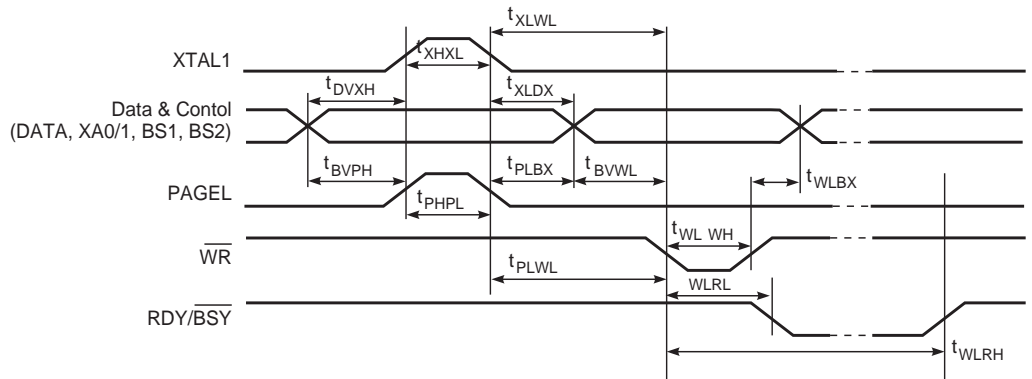 tXLWL
XTAL1
tXHXL
tDVXH
tXLDX
Data & Contol
(DATA, XA0/1, BS1, BS2)
tBVPH
tPLBX
tBVWL
tWLBX
PAGEL
tPHPL
tWL WH
WR
tPLWL
WLRL
RDY/BSY
tWLRH